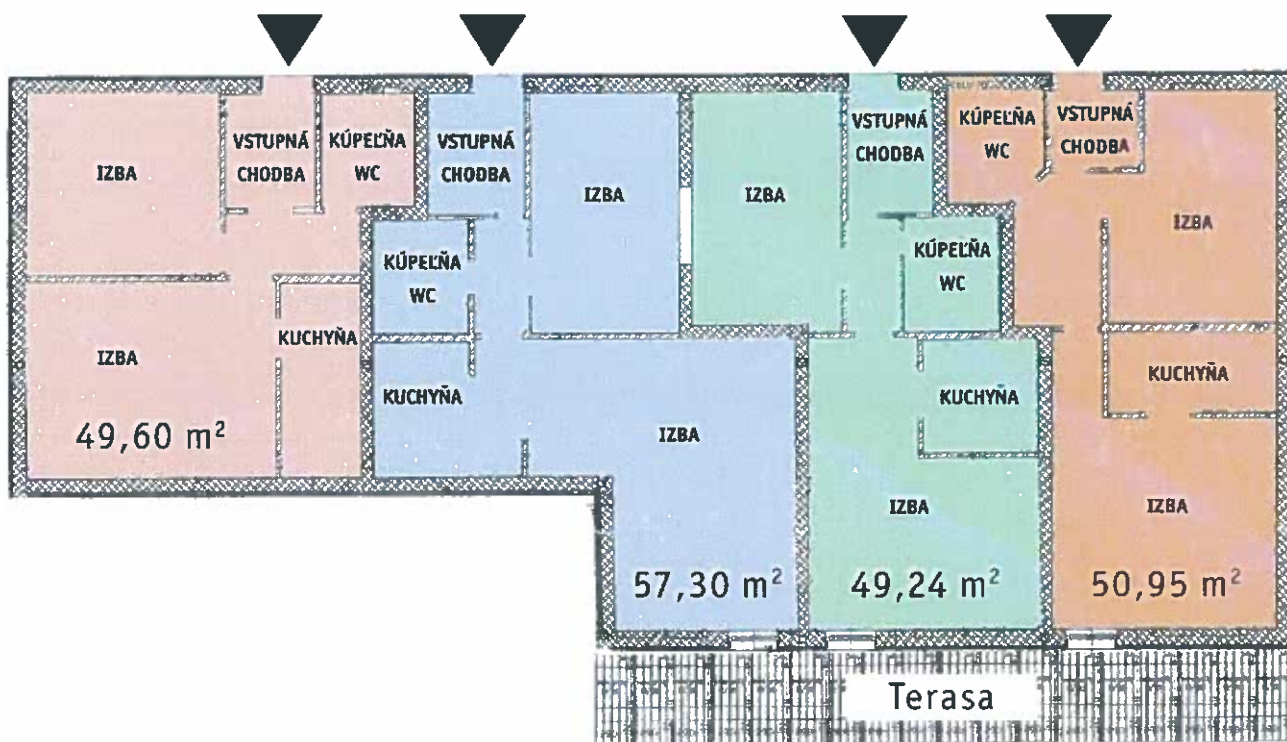 IZBA
VSTUPNÁ
CHODBA
KÚPEĽŇA
WC
IZBA
KUCHYŇA
49,60 m²
VSTUPNÁ
CHODBA
IZBA
KÚPEĽŇA
WC
KUCHYŇA
IZBA
57,30 m²
IZBA
VSTUPNÁ
CHODBA
KÚPEĽŇA
WC
KUCHYŇA
IZBA
49,24 m²
KÚPEĽŇA
WC
VSTUPNÁ
CHODBA
IZBA
KUCHYŇA
IZBA
50,95 m²
Terasa